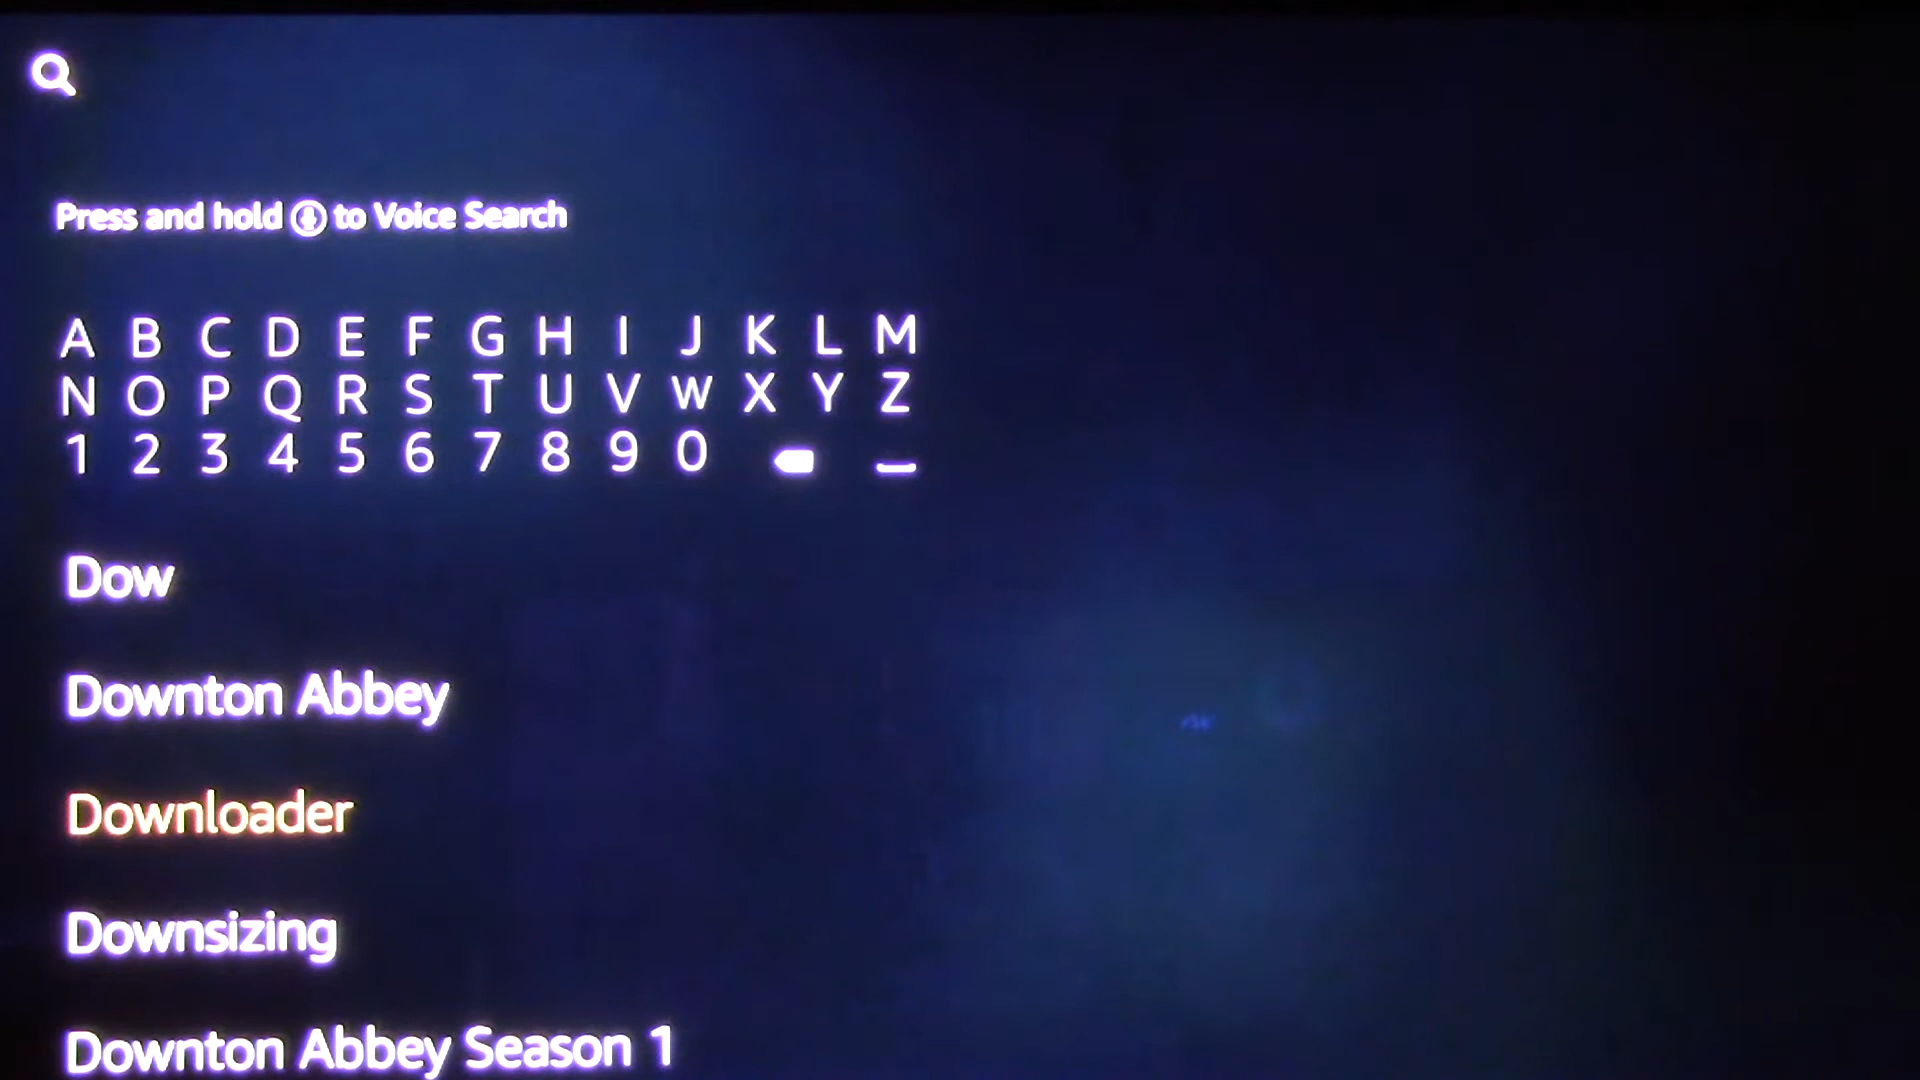 Press and hold to Voice Search
A B C D E F G H I J K L M
N O P Q R S T U V W X Y Z
1 2 3 4 5 6 7 8 9 0
Dow
Downton Abbey
Downloader
Downsizing
Downton Abbey Season 1